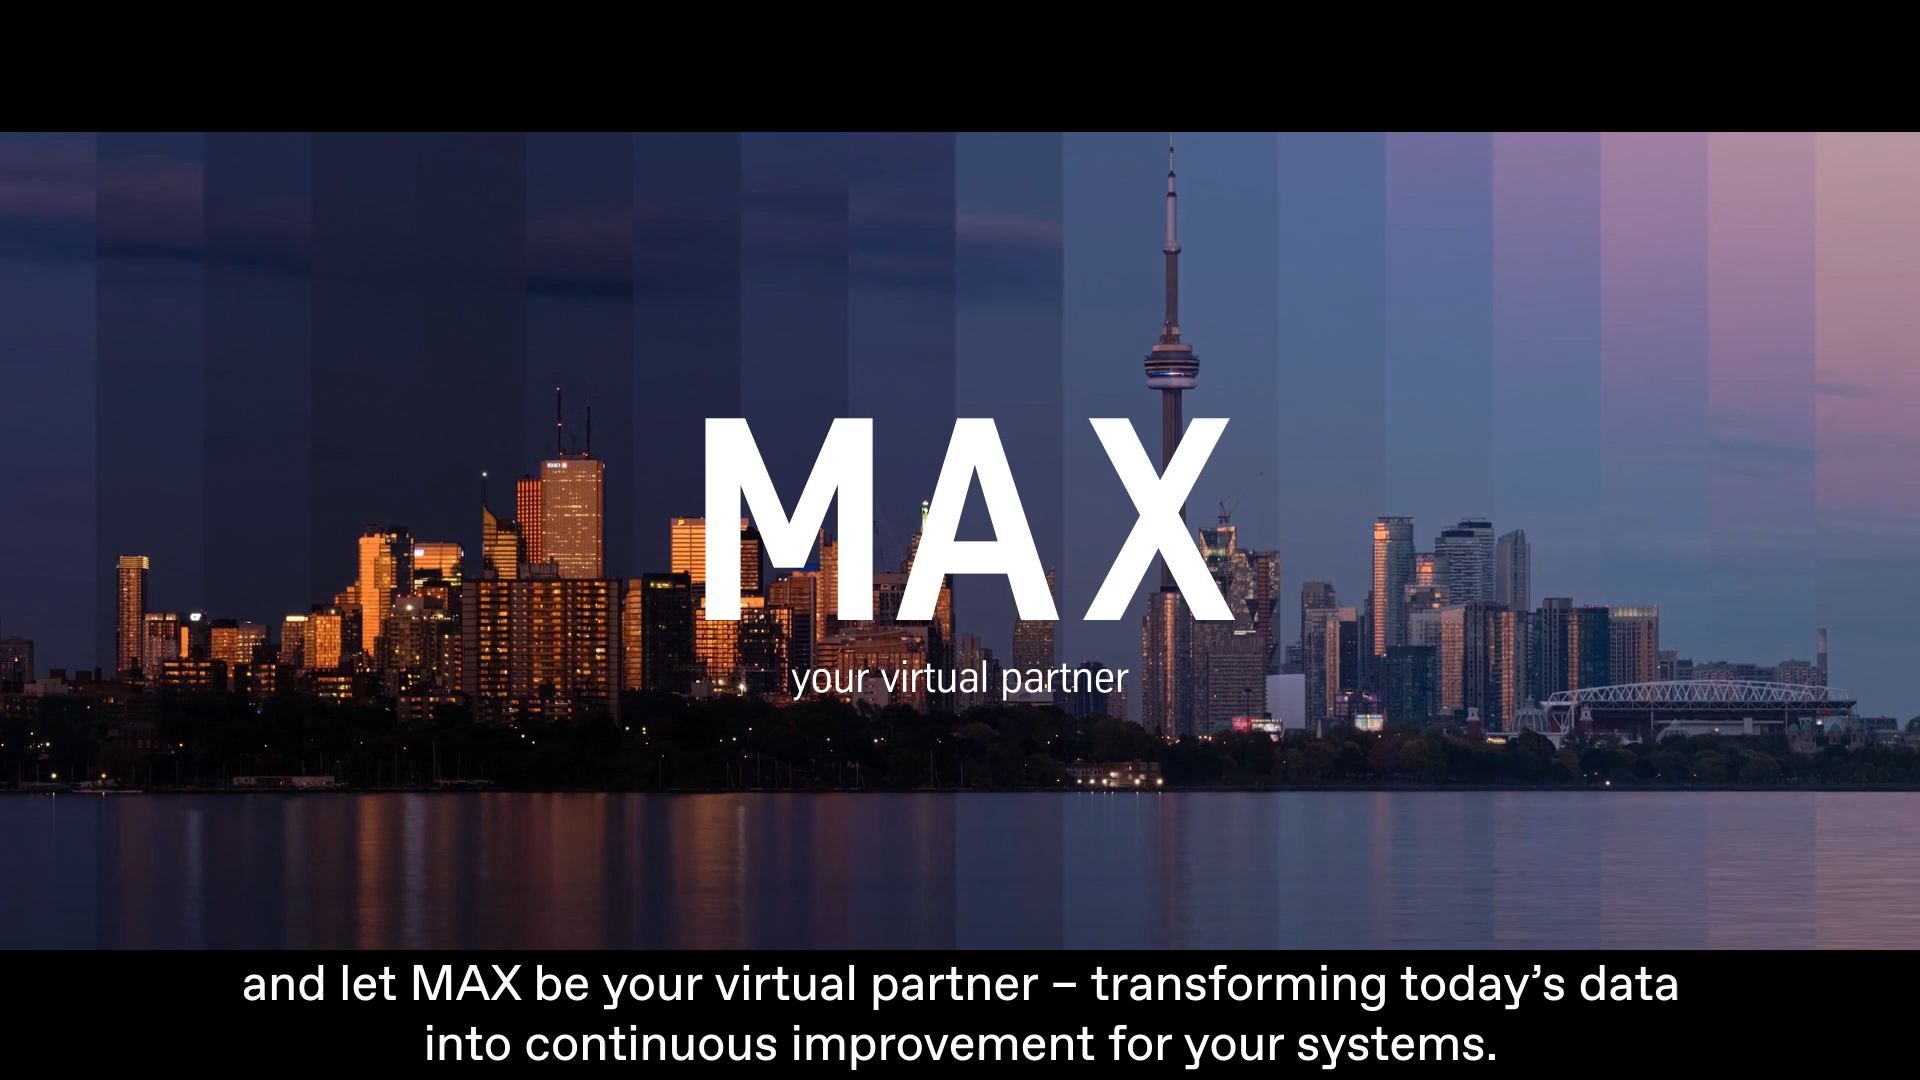 BMO
MAX
your virtual partner
and let MAX be your virtual partner – transforming today’s data
into continuous improvement for your systems.